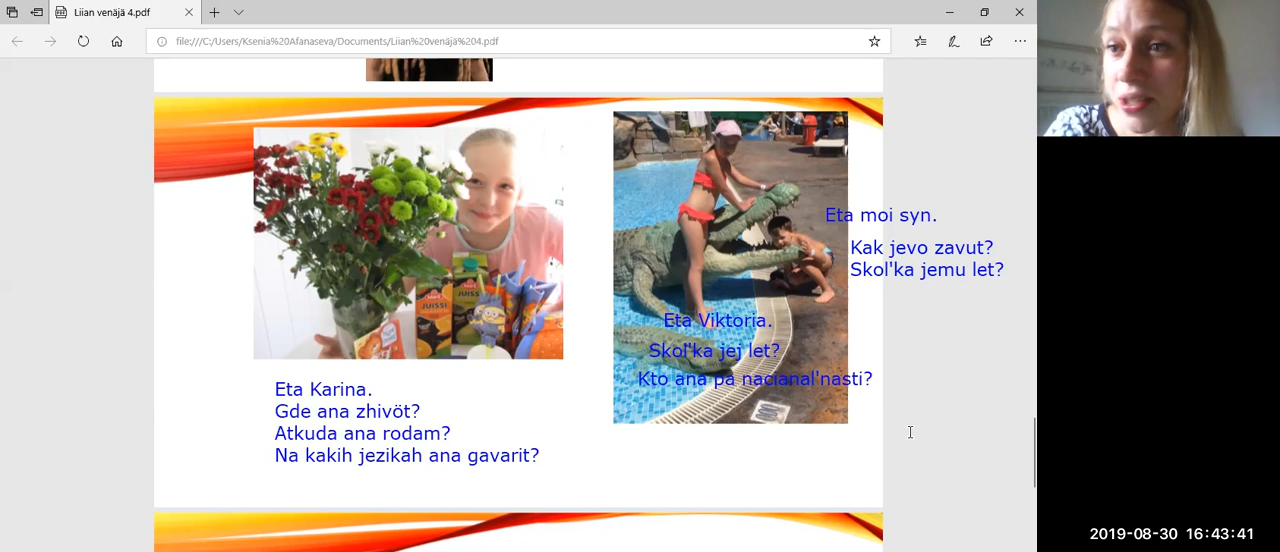 Liian venäjä 4.pdf
file:///C:/Users/Ksenia%20Afanaseva/Documents/Liian%20venäjä%204.pdf
JUISSI
JUISSI
Eta Karina.
Gde ana zhivöt?
Atkuda ana rodam?
Na kakih jezikah ana gavarit?
Eta moi syn.
Kak jevo zavut?
Skol'ka jemu let?
Eta Viktoria.
Skol'ka jej let?
Kto ana pa nacianal'nasti?
2019-08-30 16:43:41